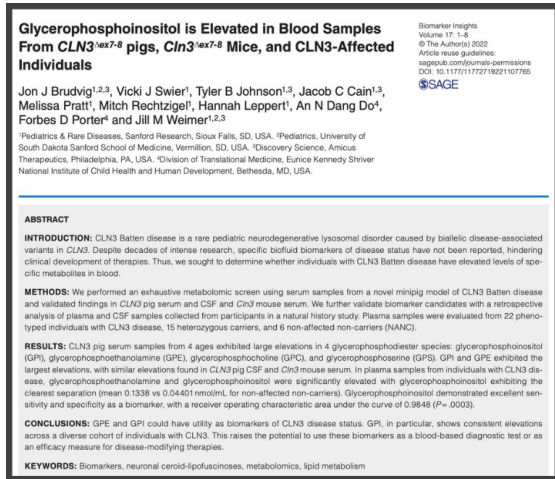 Glycerophosphoinositol is Elevated in Blood Samples
From CLN3^Δex7-8 pigs, Cln3^Δex7-8 Mice, and CLN3-Affected
Individuals
Biomarker Insights
Volume 17: 1–8
© The Author(s) 2022
Article reuse guidelines:
sagepub.com/journals-permissions
DOI: 10.1177/11772719221107765
SAGE
Jon J Brudvig1,2,3, Vicki J Swier1, Tyler B Johnson1,3, Jacob C Cain1,3,
Melissa Pratt1, Mitch Rechtzigel1, Hannah Leppert1, An N Dang Do4,
Forbes D Porter4 and Jill M Weimer1,2,3
1Pediatrics & Rare Diseases, Sanford Research, Sioux Falls, SD, USA. 2Pediatrics, University of
South Dakota Sanford School of Medicine, Vermillion, SD, USA. 3Discovery Science, Amicus
Therapeutics, Philadelphia, PA, USA. 4Division of Translational Medicine, Eunice Kennedy Shriver
National Institute of Child Health and Human Development, Bethesda, MD, USA.
ABSTRACT
INTRODUCTION: CLN3 Batten disease is a rare pediatric neurodegenerative lysosomal disorder caused by biallelic disease-associated
variants in CLN3. Despite decades of intense research, specific biofluid biomarkers of disease status have not been reported, hindering
clinical development of therapies. Thus, we sought to determine whether individuals with CLN3 Batten disease have elevated levels of spe-
cific metabolites in blood.
METHODS: We performed an exhaustive metabolomic screen using serum samples from a novel minipig model of CLN3 Batten disease
and validated findings in CLN3 pig serum and CSF and Cln3 mouse serum. We further validate biomarker candidates with a retrospective
analysis of plasma and CSF samples collected from participants in a natural history study. Plasma samples were evaluated from 22 pheno-
typed individuals with CLN3 disease, 15 heterozygous carriers, and 6 non-affected non-carriers (NANC).
RESULTS: CLN3 pig serum samples from 4 ages exhibited large elevations in 4 glycerophosphodiester species: glycerophosphoinositol
(GPI), glycerophosphoethanolamine (GPE), glycerophosphocholine (GPC), and glycerophosphoserine (GPS). GPI and GPE exhibited the
largest elevations, with similar elevations found in CLN3 pig CSF and Cln3 mouse serum. In plasma samples from individuals with CLN3 dis-
ease, glycerophosphoethanolamine and glycerophosphoinositol were significantly elevated with glycerophosphoinositol exhibiting the
clearest separation (mean 0.1338 vs 0.04401 nmol/mL for non-affected non-carriers). Glycerophosphoinositol demonstrated excellent sen-
sitivity and specificity as a biomarker, with a receiver operating characteristic area under the curve of 0.9848 (P = .0003).
CONCLUSIONS: GPE and GPI could have utility as biomarkers of CLN3 disease status. GPI, in particular, shows consistent elevations
across a diverse cohort of individuals with CLN3. This raises the potential to use these biomarkers as a blood-based diagnostic test or as
an efficacy measure for disease-modifying therapies.
KEYWORDS: Biomarkers, neuronal ceroid-lipofuscinoses, metabolomics, lipid metabolism